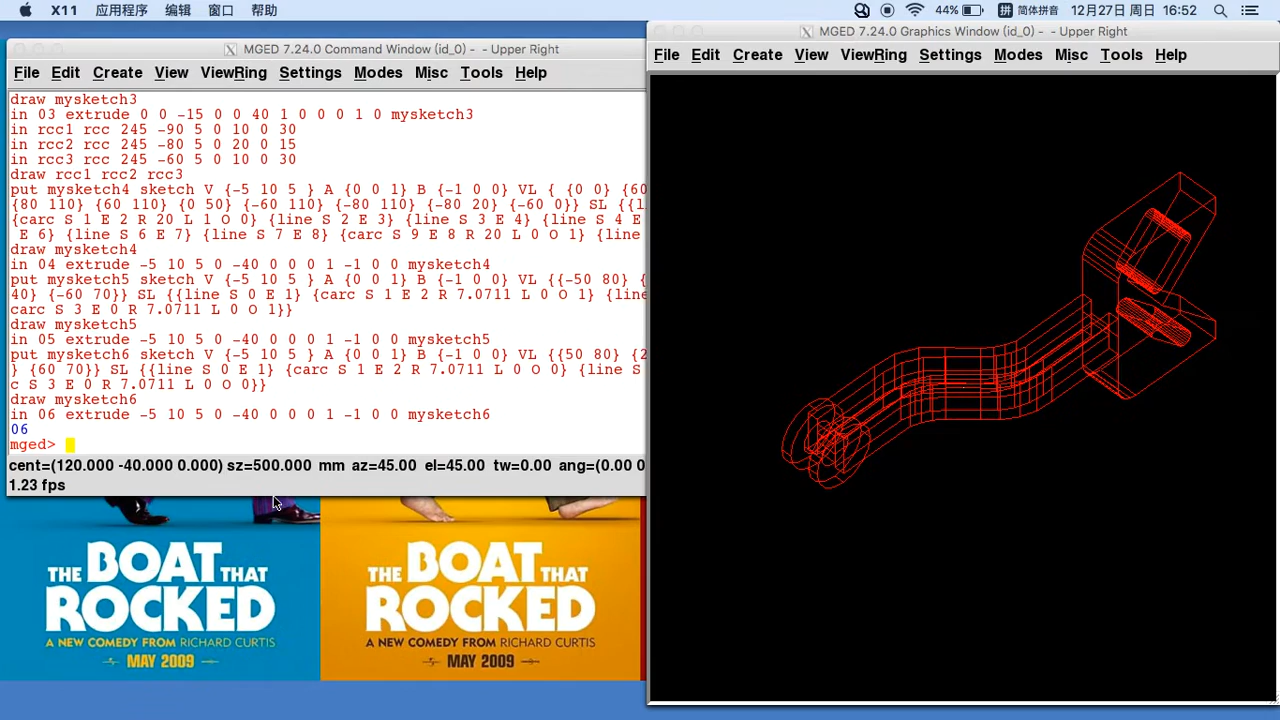 X11 应用程序 编辑 窗口 帮助 44% 拼 简体拼音 12月27日 周日 16:52
MGED 7.24.0 Command Window (id_0) - - Upper Right
File Edit Create View ViewRing Settings Modes Misc Tools Help
draw mysketch3
in 03 extrude 0 0 -15 0 0 40 1 0 0 0 1 0 mysketch3
in rcc1 rcc 245 -90 5 0 10 0 30
in rcc2 rcc 245 -80 5 0 20 0 15
in rcc3 rcc 245 -60 5 0 10 0 30
draw rcc1 rcc2 rcc3
put mysketch4 sketch V {-5 10 5 } A {0 0 1} B {-1 0 0} VL { {0 0} {60
{80 110} {60 110} {0 50} {-60 110} {-80 110} {-80 20} {-60 0}} SL {{l
{carc S 1 E 2 R 20 L 1 O 0} {line S 2 E 3} {line S 3 E 4} {line S 4 E
E 6} {line S 6 E 7} {line S 7 E 8} {carc S 9 E 8 R 20 L 0 O 1} {line
draw mysketch4
in 04 extrude -5 10 5 0 -40 0 0 0 1 -1 0 0 mysketch4
put mysketch5 sketch V {-5 10 5 } A {0 0 1} B {-1 0 0} VL {{-50 80} {
40} {-60 70}} SL {{line S 0 E 1} {carc S 1 E 2 R 7.0711 L 0 O 1} {line
carc S 3 E 0 R 7.0711 L 0 O 1}}
draw mysketch5
in 05 extrude -5 10 5 0 -40 0 0 0 1 -1 0 0 mysketch5
put mysketch6 sketch V {-5 10 5 } A {0 0 1} B {-1 0 0} VL {{50 80} {2
} {60 70}} SL {{line S 0 E 1} {carc S 1 E 2 R 7.0711 L 0 O 0} {line S
c S 3 E 0 R 7.0711 L 0 O 0}}
draw mysketch6
in 06 extrude -5 10 5 0 -40 0 0 0 1 -1 0 0 mysketch6
06
mged>
cent=(120.000 -40.000 0.000) sz=500.000 mm az=45.00 el=45.00 tw=0.00 ang=(0.00 0
1.23 fps
MGED 7.24.0 Graphics Window (id_0) - - Upper Right
File Edit Create View ViewRing Settings Modes Misc Tools Help
THE BOAT THAT
ROCKED
A NEW COMEDY FROM RICHARD CURTIS
MAY 2009
THE BOAT THAT
ROCKED
A NEW COMEDY FROM RICHARD CURTIS
MAY 2009